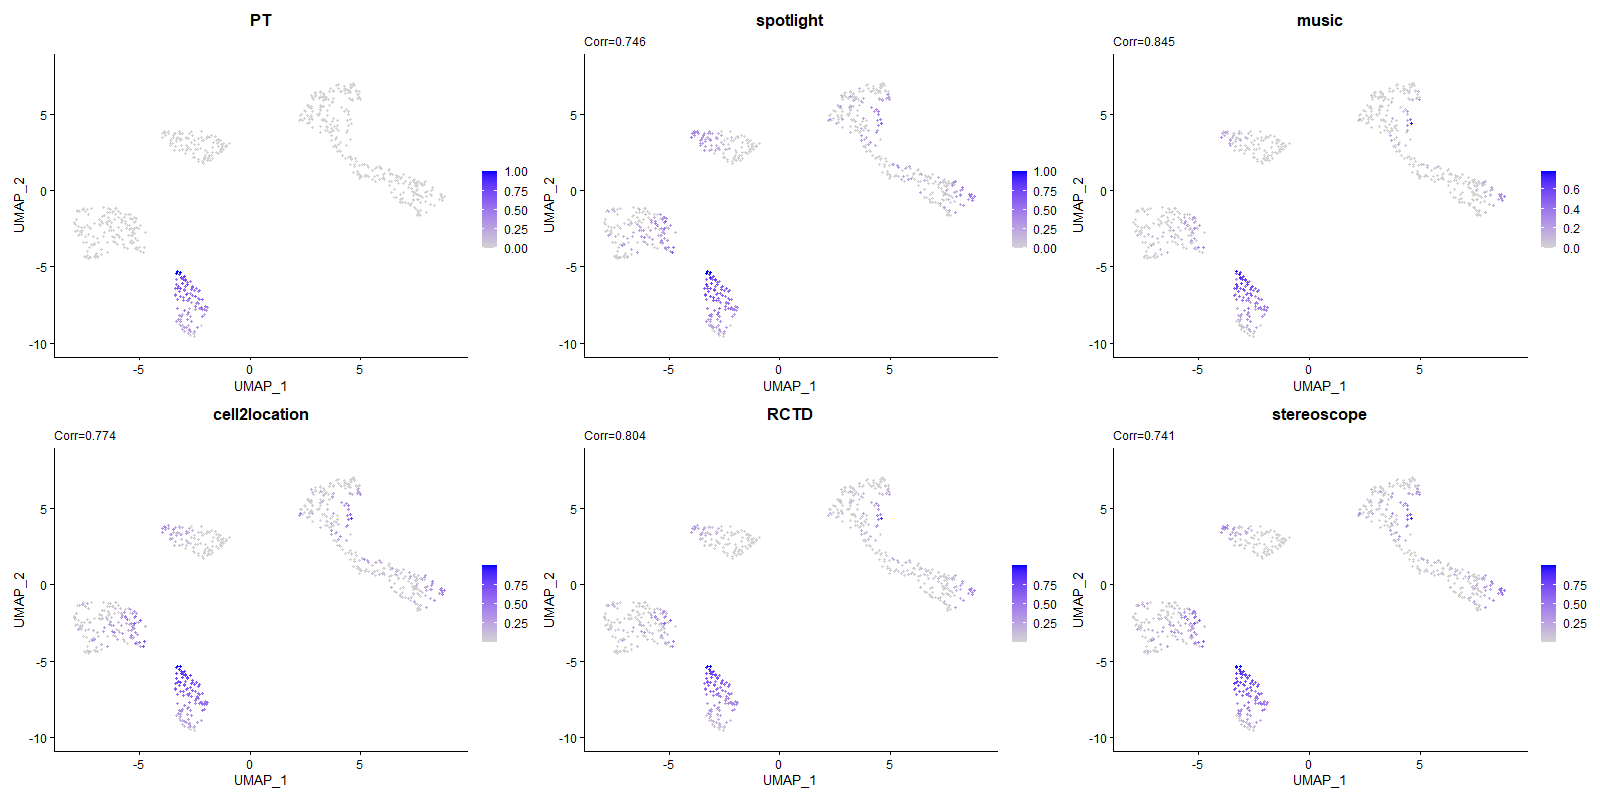 PT
UMAP_2
5
0
-5
-10
-5
0
5
UMAP_1
1.00
0.75
0.50
0.25
0.00
spotlight
Corr=0.746
UMAP_2
5
0
-5
-10
-5
0
5
UMAP_1
1.00
0.75
0.50
0.25
0.00
music
Corr=0.845
UMAP_2
5
0
-5
-10
-5
0
5
UMAP_1
0.6
0.4
0.2
0.0
cell2location
Corr=0.774
UMAP_2
5
0
-5
-10
-5
0
5
UMAP_1
0.75
0.50
0.25
RCTD
Corr=0.804
UMAP_2
5
0
-5
-10
-5
0
5
UMAP_1
0.75
0.50
0.25
stereoscope
Corr=0.741
UMAP_2
5
0
-5
-10
-5
0
5
UMAP_1
0.75
0.50
0.25